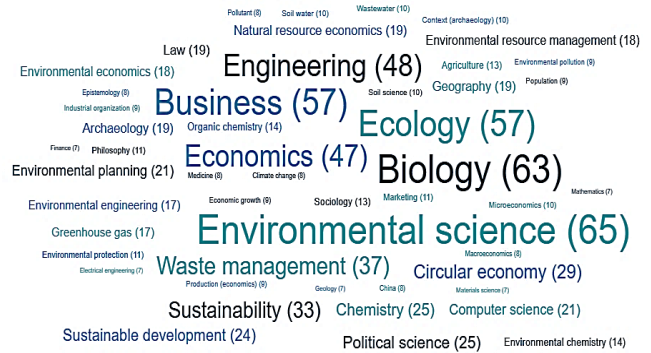 Pollutant (8)
Soil water (10)
Wastewater (10)
Context (archaeology) (10)
Natural resource economics (19)
Environmental resource management (18)
Law (19)
Engineering (48)
Agriculture (13)
Environmental pollution (9)
Environmental economics (18)
Geography (19)
Population (9)
Epistemology (8)
Business (57)
Soil science (10)
Industrial organization (9)
Ecology (57)
Archaeology (19)
Organic chemistry (14)
Finance (7)
Philosophy (11)
Economics (47)
Biology (63)
Environmental planning (21)
Medicine (8)
Climate change (8)
Mathematics (7)
Environmental engineering (17)
Economic growth (9)
Sociology (13)
Marketing (11)
Microeconomics (10)
Greenhouse gas (17)
Environmental science (65)
Environmental protection (11)
Waste management (37)
Macroeconomics (8)
Electrical engineering (7)
Circular economy (29)
Production (economics) (9)
Geology (7)
China (8)
Materials science (7)
Sustainability (33)
Chemistry (25)
Computer science (21)
Sustainable development (24)
Political science (25)
Environmental chemistry (14)